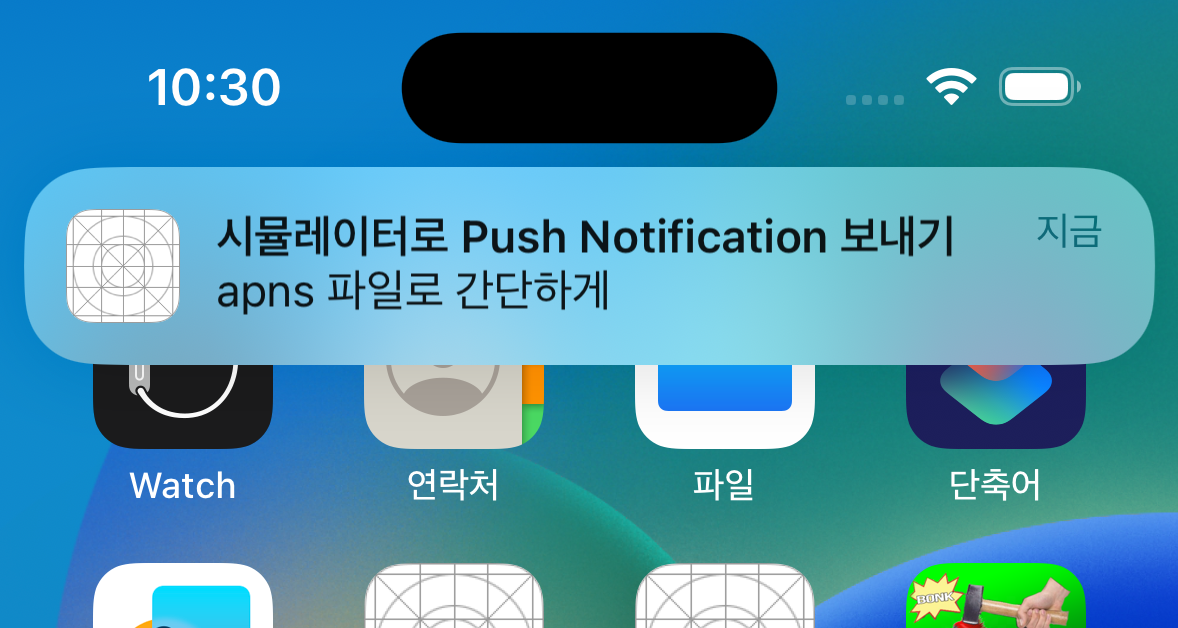 10:30
시뮬레이터로 Push Notification 보내기
지금
apns 파일로 간단하게
Watch
연락처
파일
단축어
BONK